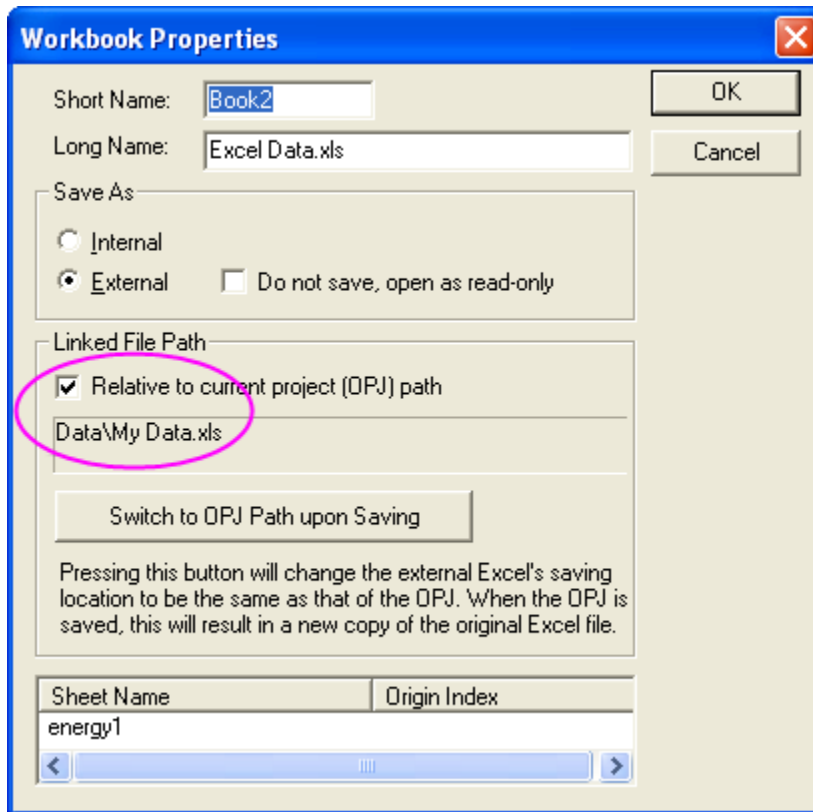 Workbook Properties
Short Name: Book2
OK
Long Name: Excel Data.xls
Cancel
Save As
Internal
External Do not save, open as read-only
Linked File Path
Relative to current project (OPJ) path
Data\My Data.xls
Switch to OPJ Path upon Saving
Pressing this button will change the external Excel's saving
location to be the same as that of the OPJ. When the OPJ is
saved, this will result in a new copy of the original Excel file.
Sheet Name Origin Index
energy1